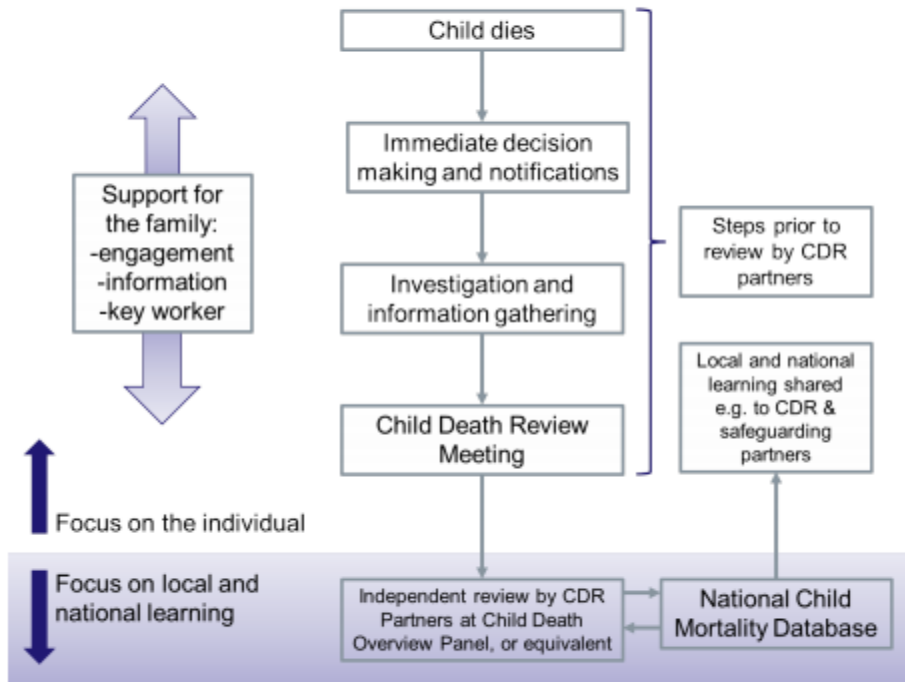 Child dies
Immediate decision
making and notifications
Support for
the family:
-engagement
-information
-key worker
Steps prior to
review by CDR
partners
Investigation and
information gathering
Local and national
learning shared
e.g. to CDR &
safeguarding
partners
Child Death Review
Meeting
Focus on the individual
Focus on local and
national learning
Independent review by CDR
Partners at Child Death
Overview Panel, or equivalent
National Child
Mortality Database